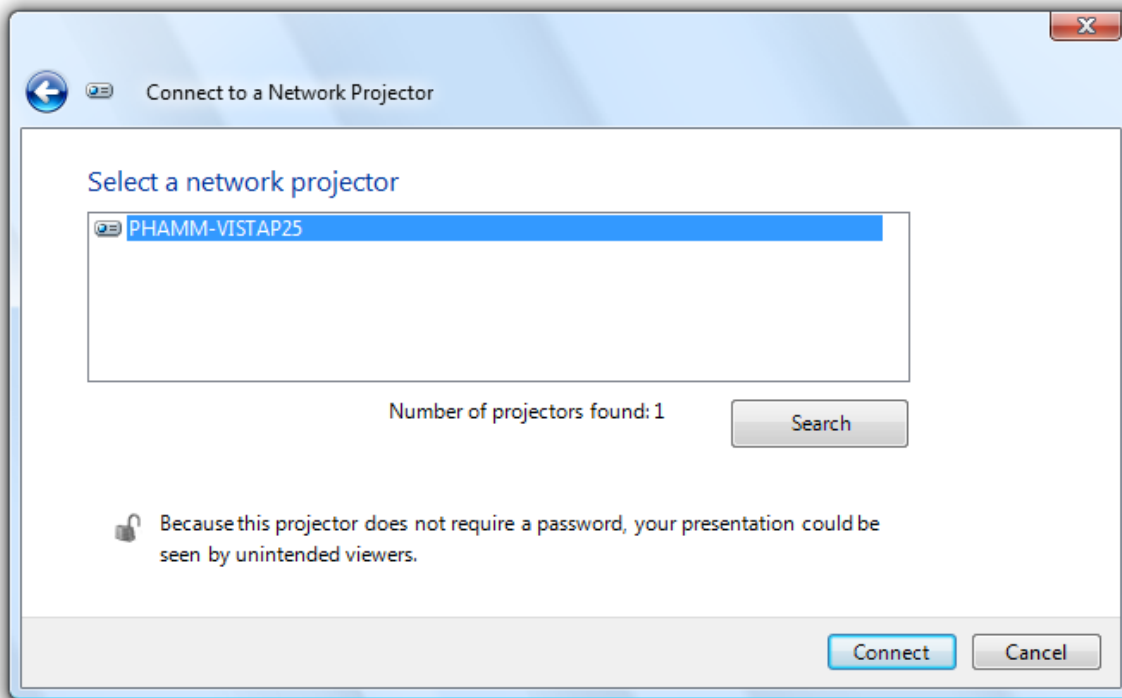 Connect to a Network Projector
Select a network projector
PHAMM-VISTAP25
Number of projectors found: 1
Search
Because this projector does not require a password, your presentation could be
seen by unintended viewers.
Connect
Cancel